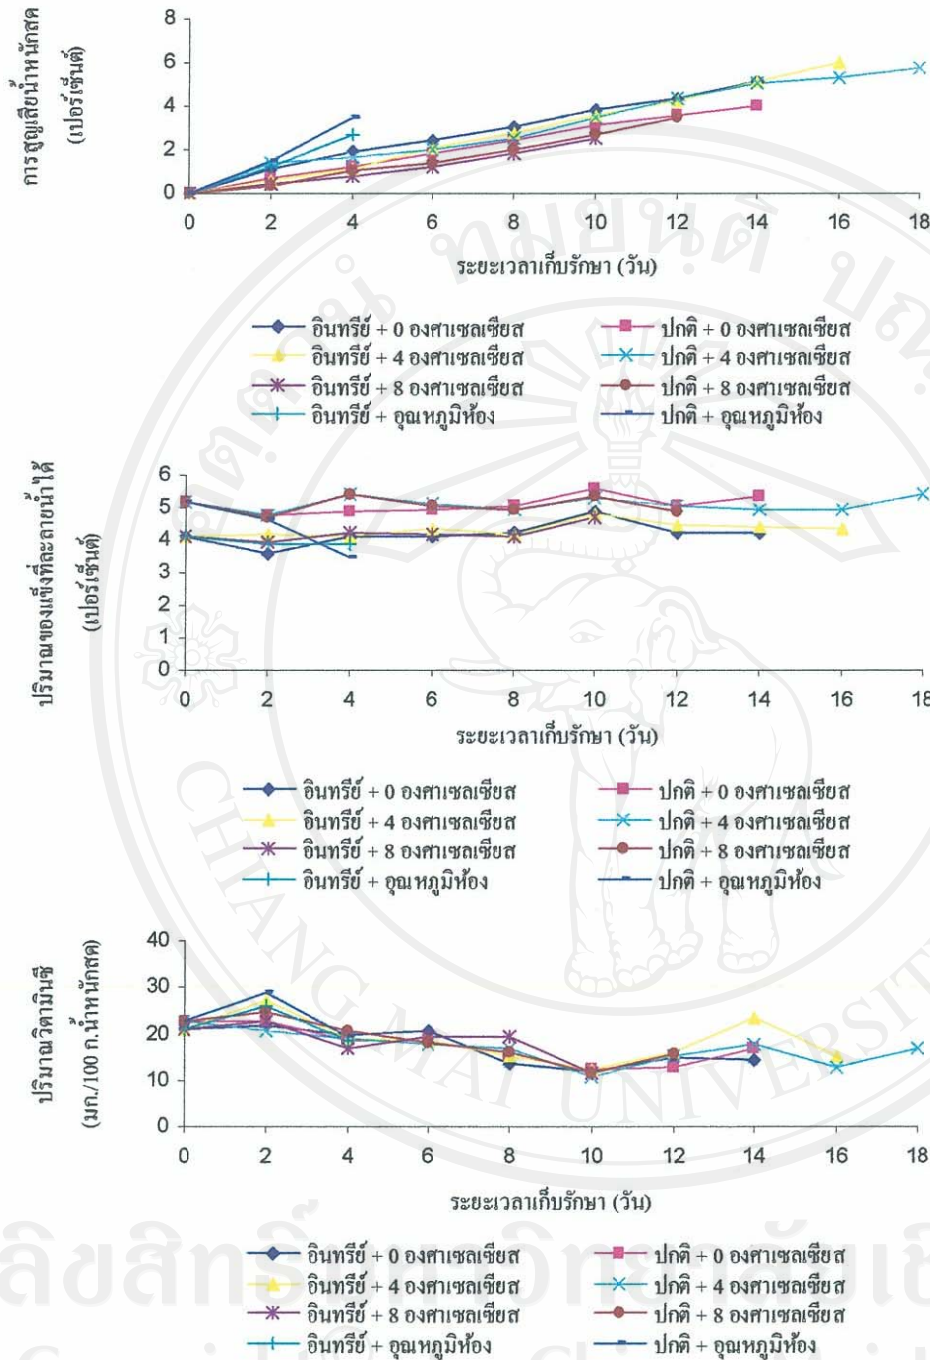 การสูญเสียน้ำหนักสด
(เปอร์เซ็นต์)
8
6
4
2
0
0 2 4 6 8 10 12 14 16 18
ระยะเวลาเก็บรักษา (วัน)
อินทรีย์ + 0 องศาเซลเซียส
ปกติ + 0 องศาเซลเซียส
อินทรีย์ + 4 องศาเซลเซียส
ปกติ + 4 องศาเซลเซียส
อินทรีย์ + 8 องศาเซลเซียส
ปกติ + 8 องศาเซลเซียส
อินทรีย์ + อุณหภูมิห้อง
ปกติ + อุณหภูมิห้อง
ปริมาณของแข็งที่ละลายน้ำได้
(เปอร์เซ็นต์)
6
5
4
3
2
1
0
0 2 4 6 8 10 12 14 16 18
ระยะเวลาเก็บรักษา (วัน)
อินทรีย์ + 0 องศาเซลเซียส
ปกติ + 0 องศาเซลเซียส
อินทรีย์ + 4 องศาเซลเซียส
ปกติ + 4 องศาเซลเซียส
อินทรีย์ + 8 องศาเซลเซียส
ปกติ + 8 องศาเซลเซียส
อินทรีย์ + อุณหภูมิห้อง
ปกติ + อุณหภูมิห้อง
ปริมาณวิตามินซี
(มก./100 ก.น้ำหนักสด)
40
30
20
10
0
0 2 4 6 8 10 12 14 16 18
ระยะเวลาเก็บรักษา (วัน)
อินทรีย์ + 0 องศาเซลเซียส
ปกติ + 0 องศาเซลเซียส
อินทรีย์ + 4 องศาเซลเซียส
ปกติ + 4 องศาเซลเซียส
อินทรีย์ + 8 องศาเซลเซียส
ปกติ + 8 องศาเซลเซียส
อินทรีย์ + อุณหภูมิห้อง
ปกติ + อุณหภูมิห้อง
CHIANG MAI UNIVERSITY